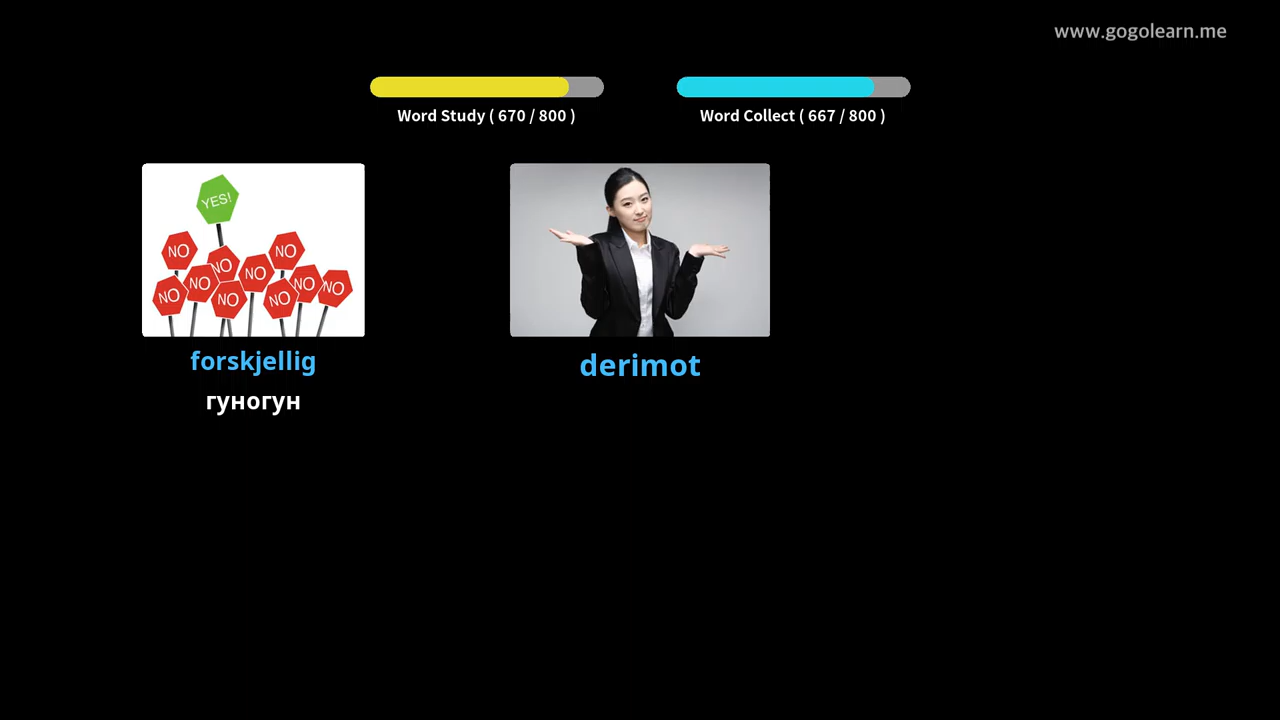 www.gogolearn.me
Word Study ( 670 / 800 )
Word Collect ( 667 / 800 )
YES!
NO
NO
NO
NO
NO
NO
NO
NO
NO
NO
forskjellig
гуногун
derimot